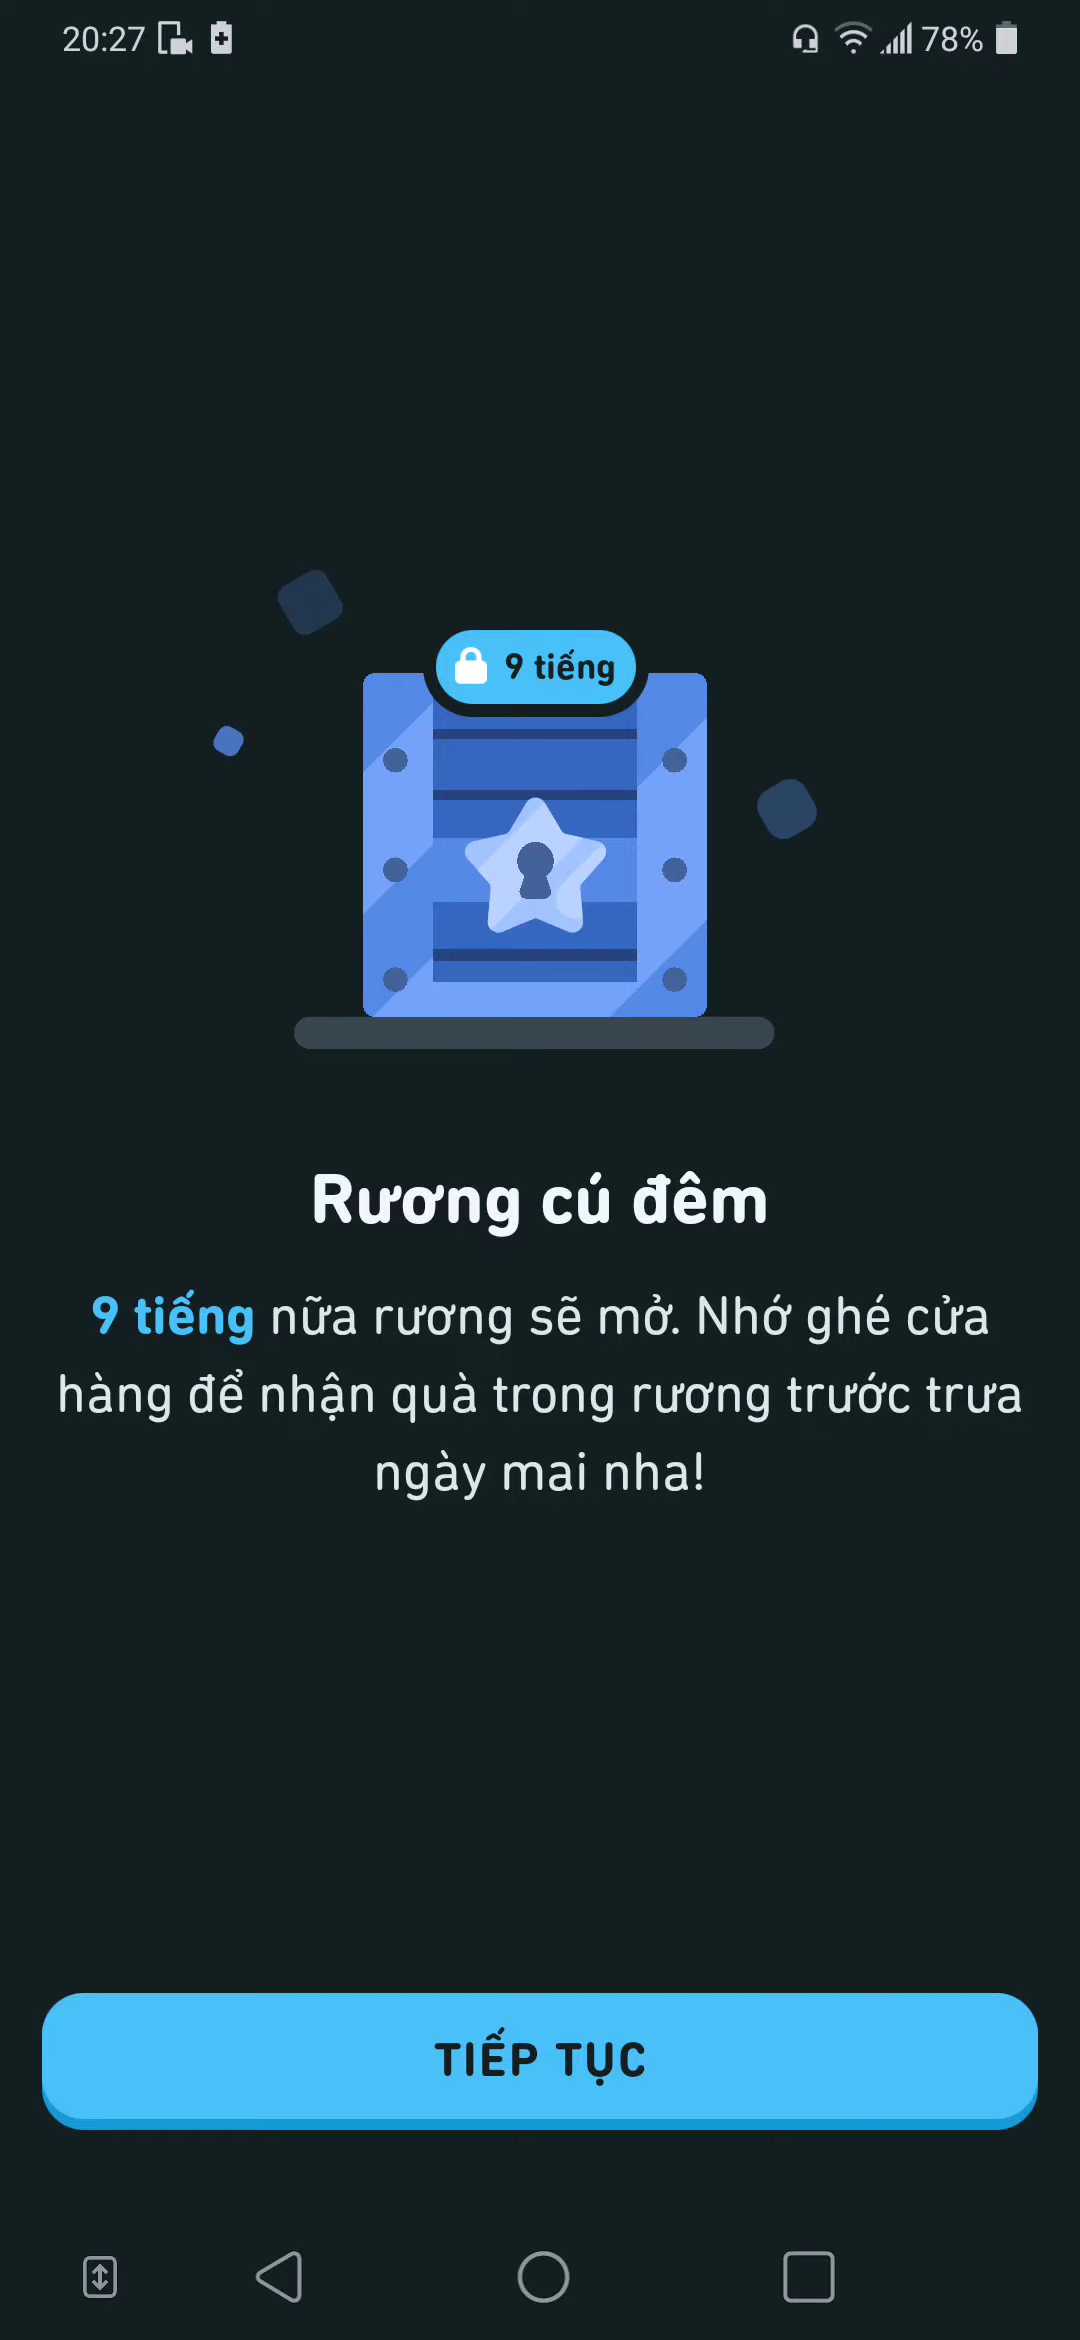 20:27
78%
9 tiếng
Rương cú đêm
9 tiếng nữa rương sẽ mở. Nhớ ghé cửa
hàng để nhận quà trong rương trước trưa
ngày mai nha!
TIẾP TỤC